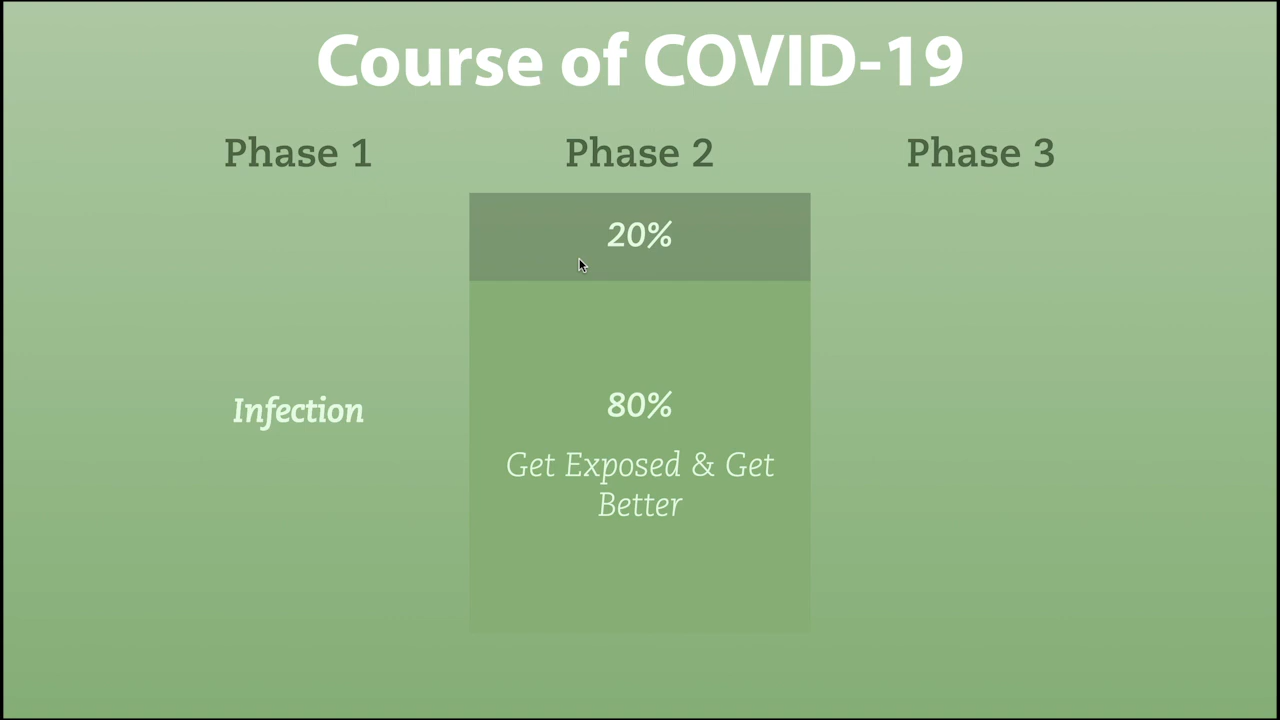 Course of COVID-19
Phase 1
Phase 2
Phase 3
20%
Infection
80%
Get Exposed & Get
Better